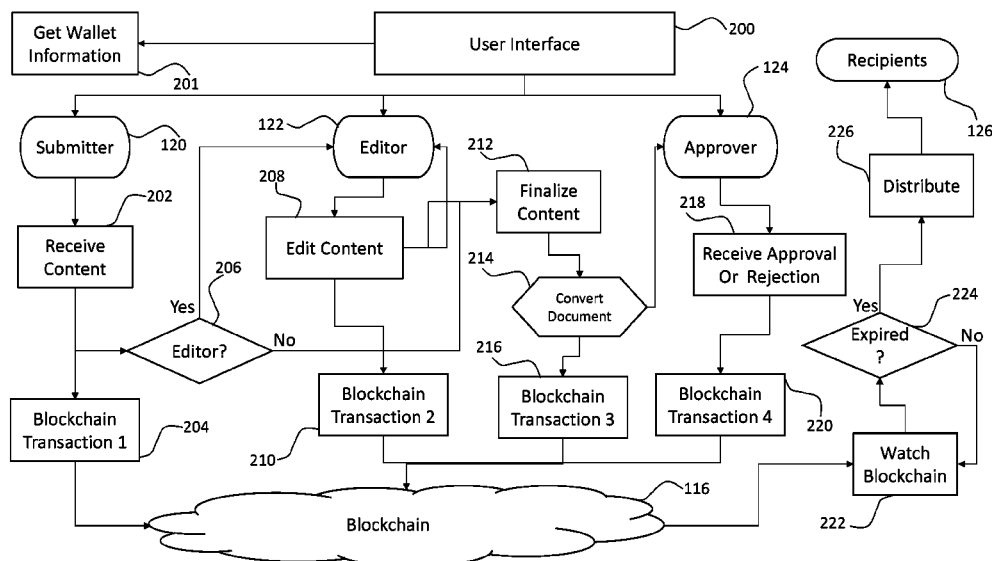 Get Wallet
Information
201
User Interface
200
Recipients
126
Submitter
120
122
Editor
124
Approver
226
Distribute
202
Receive
Content
208
Edit Content
212
Finalize
Content
218
Receive Approval
Or Rejection
214
Convert
Document
206
Yes
Editor?
No
224
Yes
Expired
?
No
216
Blockchain
Transaction 1
204
Blockchain
Transaction 2
210
Blockchain
Transaction 3
Blockchain
Transaction 4
220
Watch
Blockchain
222
116
Blockchain